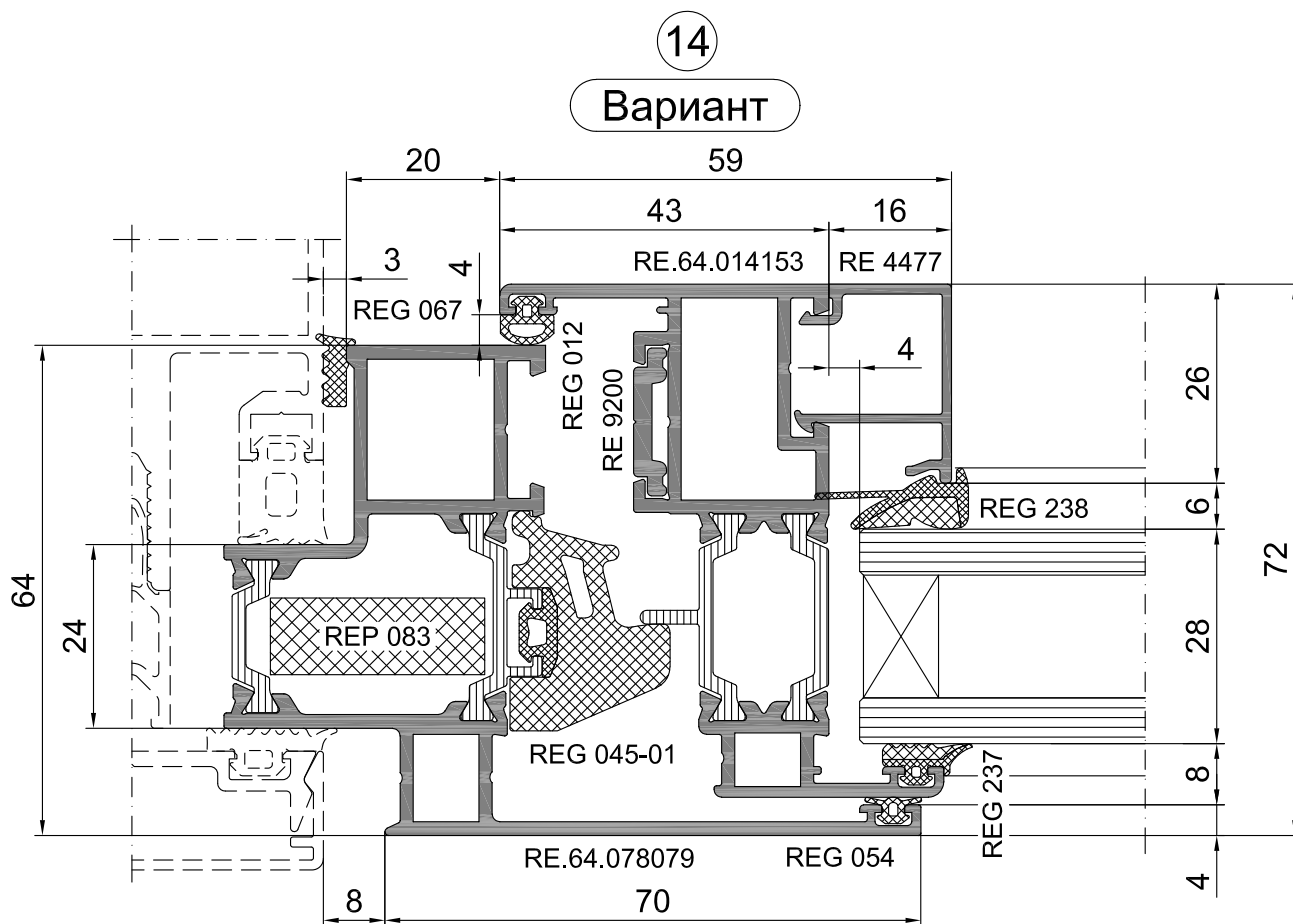 14
Вариант
20
59
43
16
3
4
RE.64.014153
RE 4477
REG 067
REG 012
RE 9200
4
26
REG 238
6
72
64
24
REP 083
28
REG 045-01
8
REG 237
RE.64.078079
REG 054
4
8
70